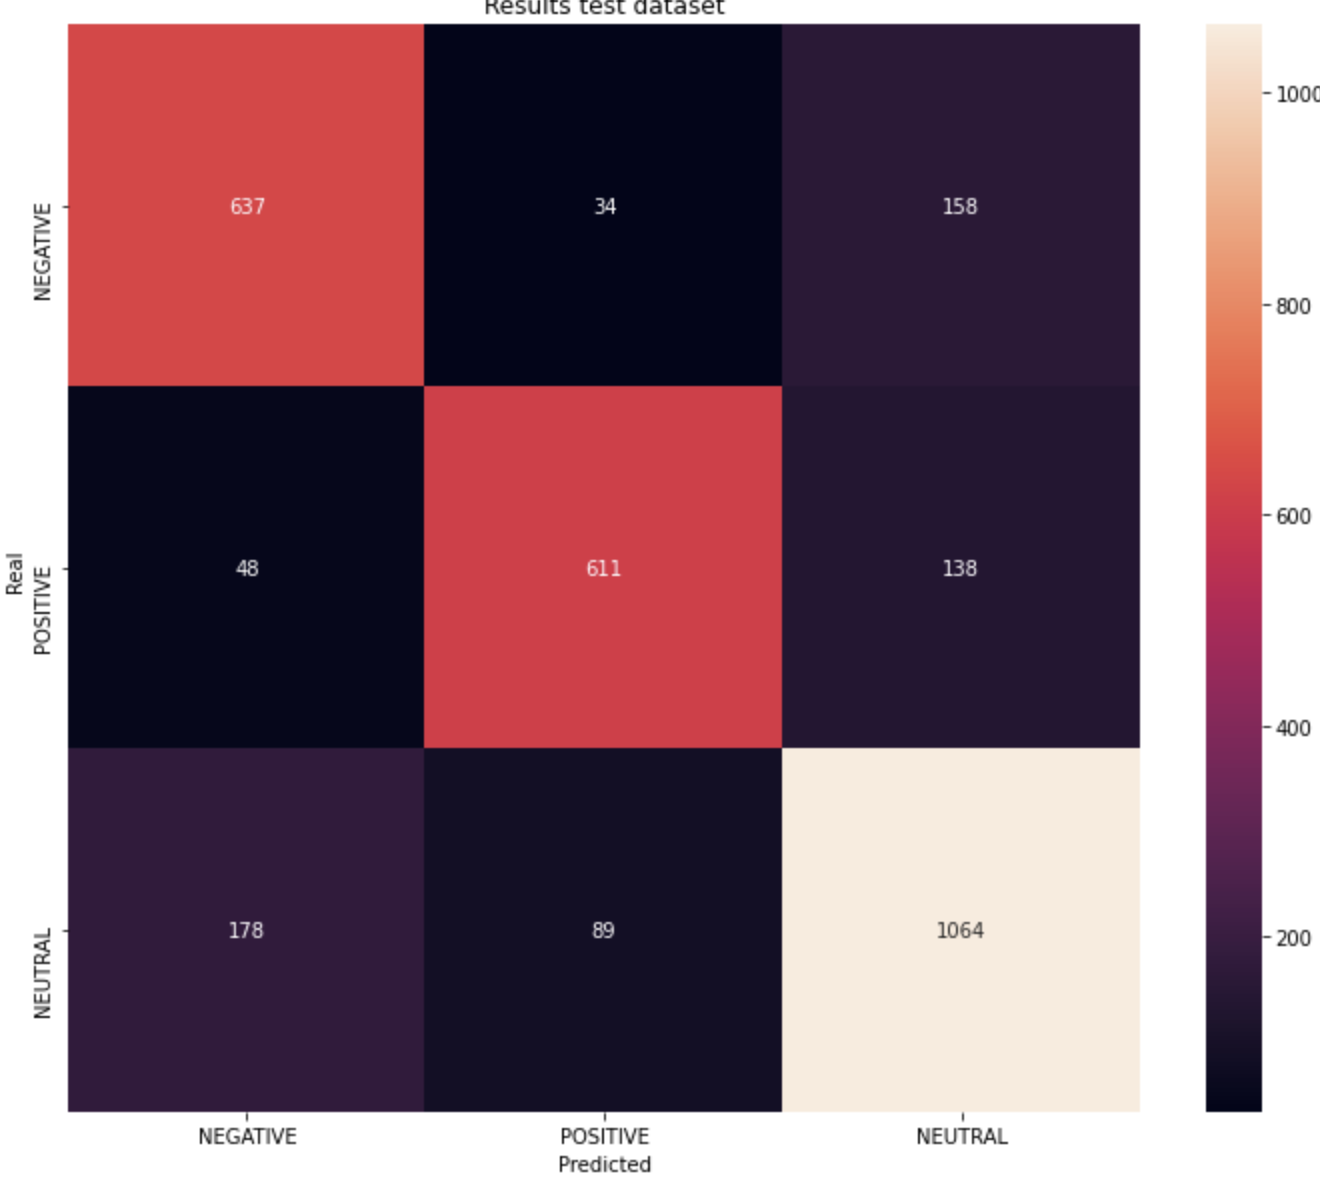 Results test dataset
637 34 158
48 611 138
178 89 1064
NEGATIVE
POSITIVE
NEUTRAL
Real
NEGATIVE POSITIVE NEUTRAL
Predicted
1000
800
600
400
200